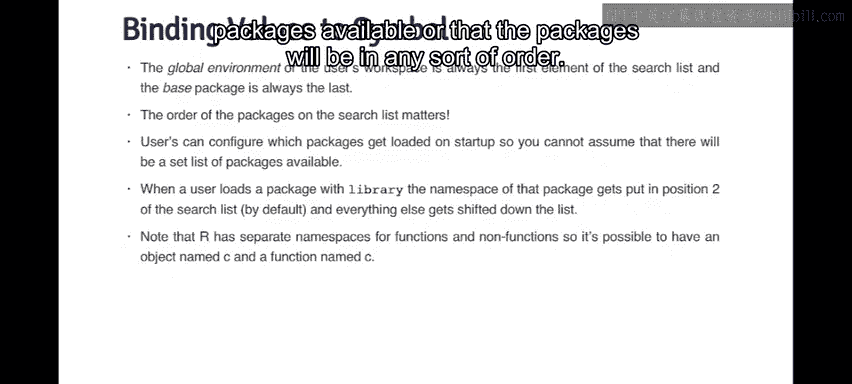 Binding Values to Symbol
packages available or that the packages
will be in any sort of order.
· The global environment or the user's workspace is always the first element of the search list and
the base package is always the last.
· The order of the packages on the search list matters!
· User's can configure which packages get loaded on startup so you cannot assume that there will
be a set list of packages available.
· When a user loads a package with library the namespace of that package gets put in position 2
of the search list (by default) and everything else gets shifted down the list.
· Note that R has separate namespaces for functions and non-functions so it's possible to have an
object named c and a function named c.